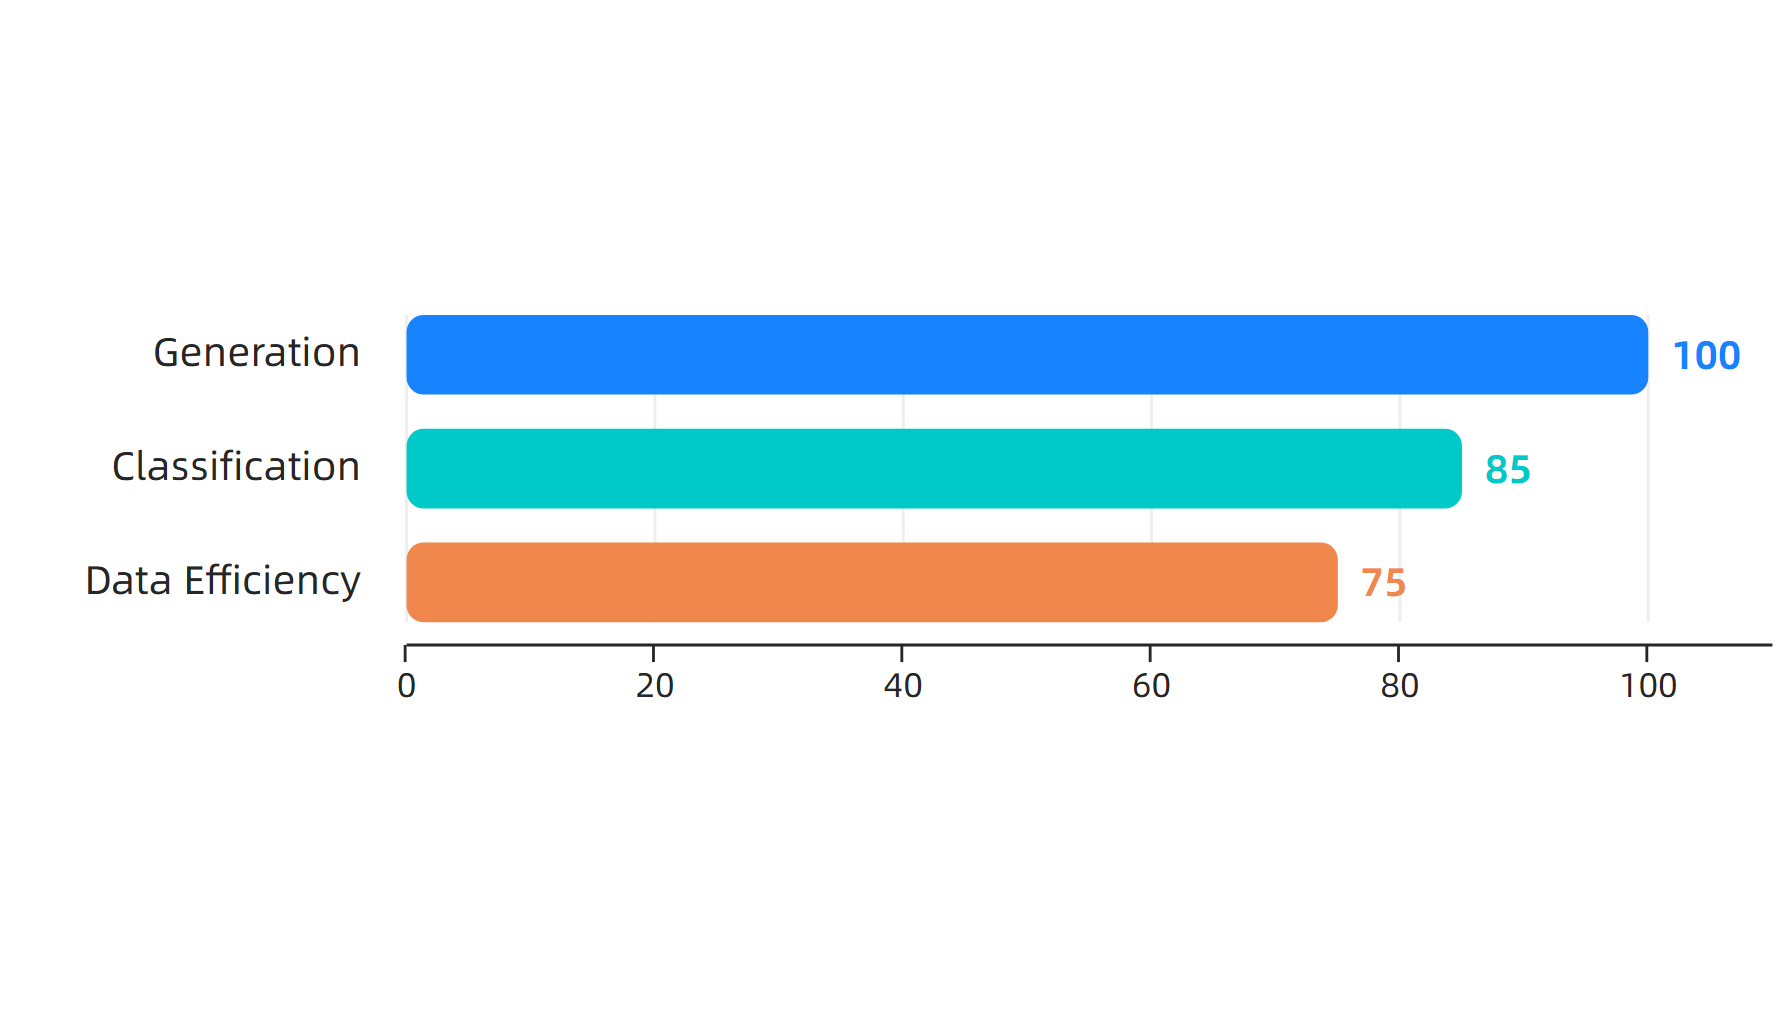 Generation 100
Classification 85
Data Efficiency 75
0 20 40 60 80 100